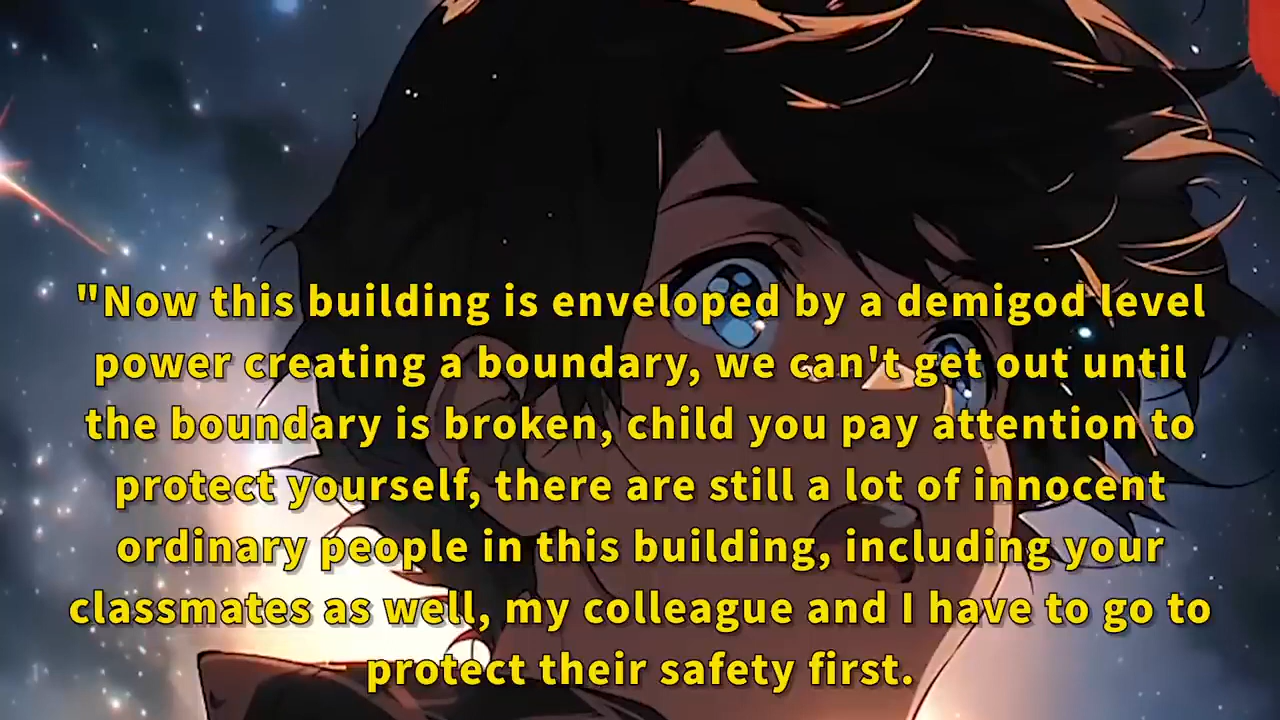 "Now this building is enveloped by a demigod level
power creating a boundary, we can't get out until
the boundary is broken, child you pay attention to
protect yourself, there are still a lot of innocent
ordinary people in this building, including your
classmates as well, my colleague and I have to go to
protect their safety first.